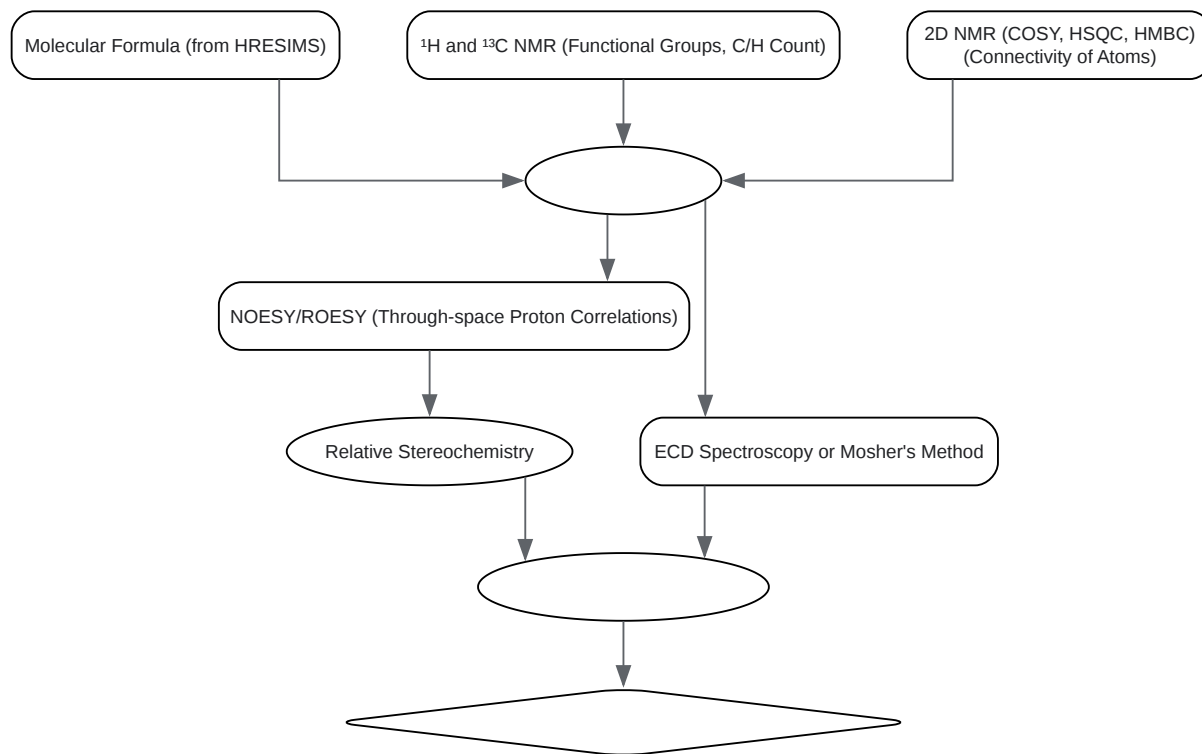 Molecular Formula (from HRESIMS)
¹H and ¹³C NMR (Functional Groups, C/H Count)
2D NMR (COSY, HSQC, HMBC)
(Connectivity of Atoms)
NOESY/ROESY (Through-space Proton Correlations)
Relative Stereochemistry
ECD Spectroscopy or Mosher's Method